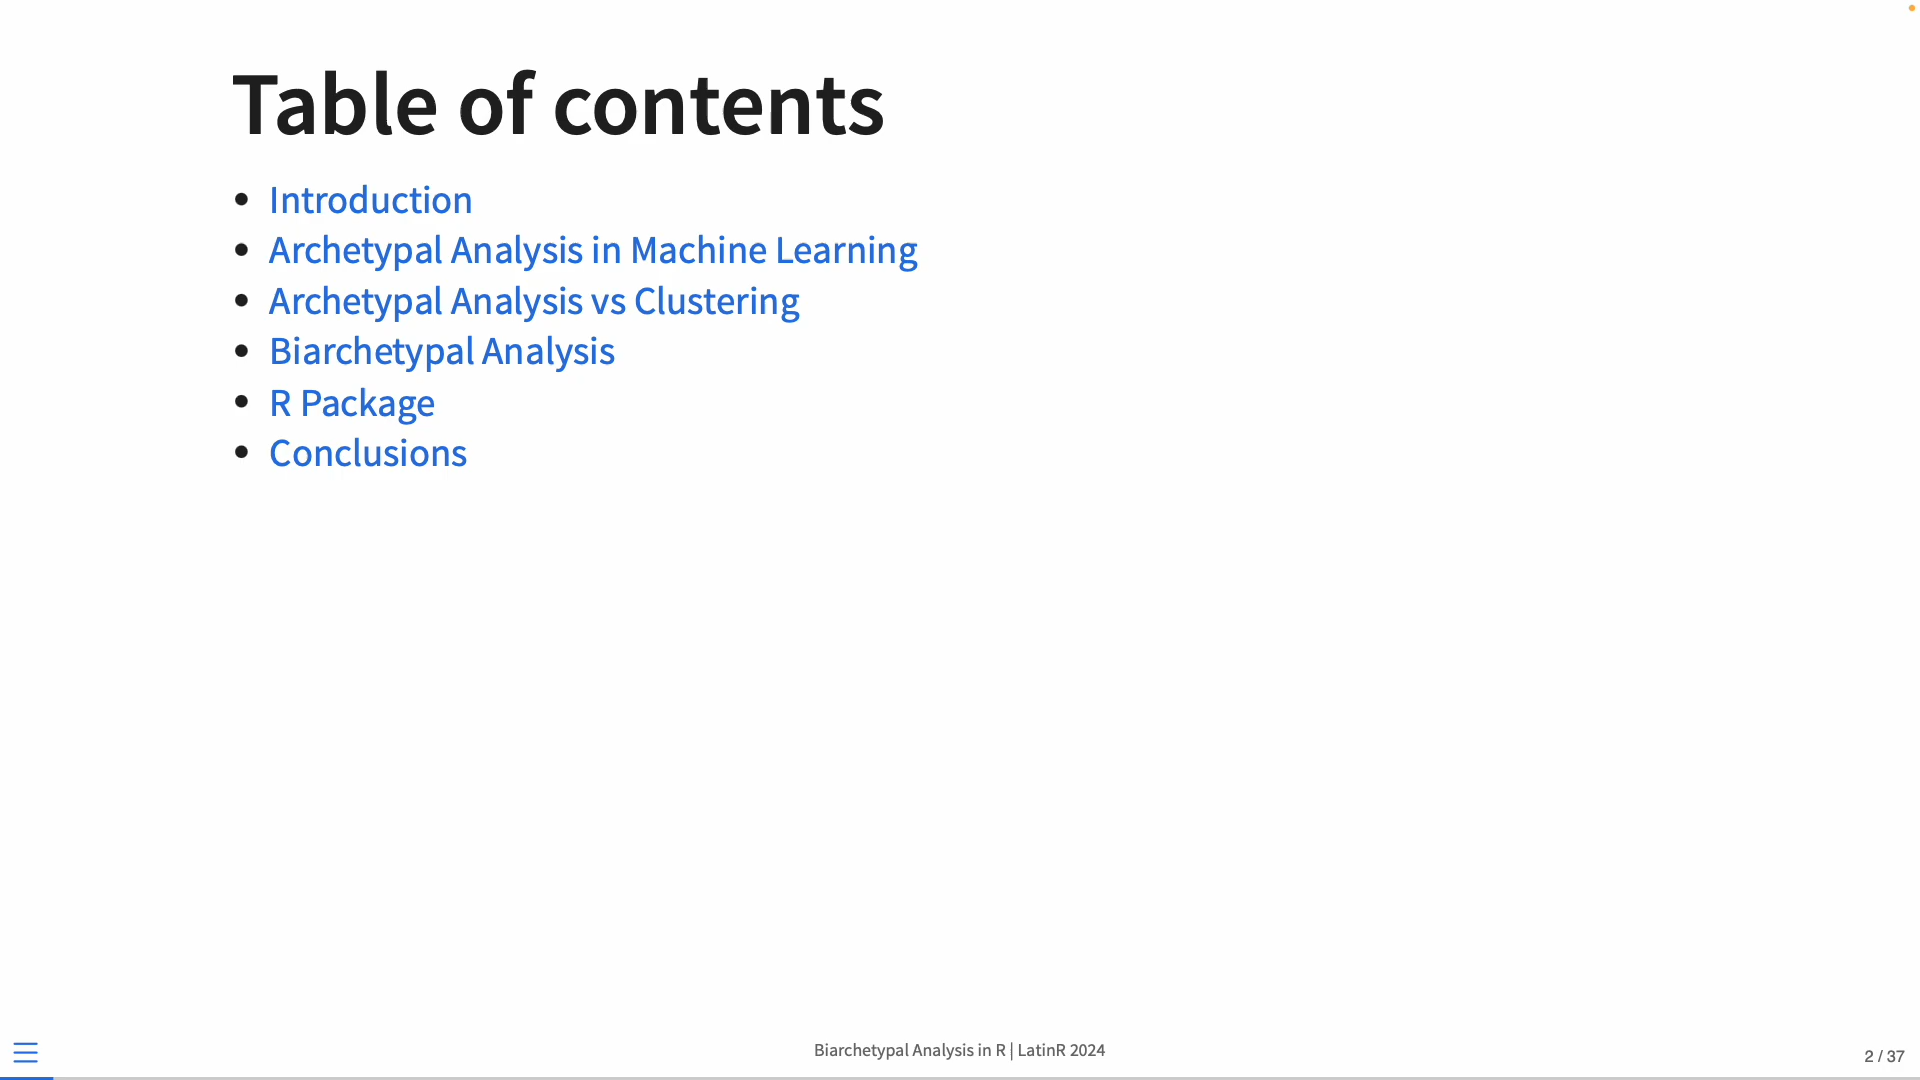 Table of contents
Introduction
Archetypal Analysis in Machine Learning
Archetypal Analysis vs Clustering
Biarchetypal Analysis
R Package
Conclusions
Biarchetypal Analysis in R | LatinR 2024
2 / 37